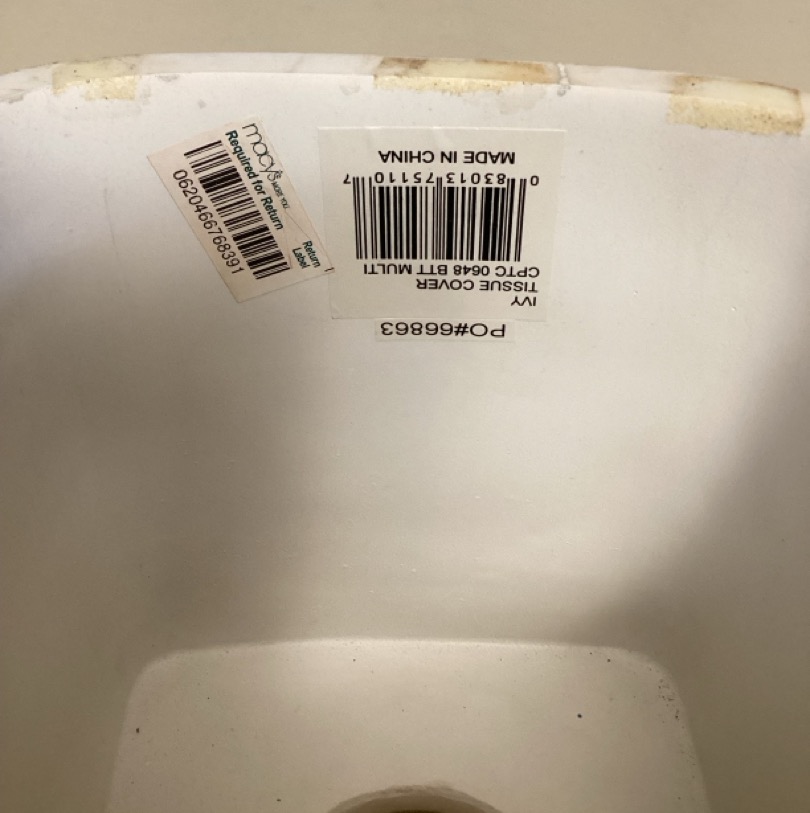 macy's
Required for Return
0620466768391
Return
Label
PO#66863
IVY
TISSUE COVER
CPTC 0648 BTT MULTI
0 83013 75110 7
MADE IN CHINA